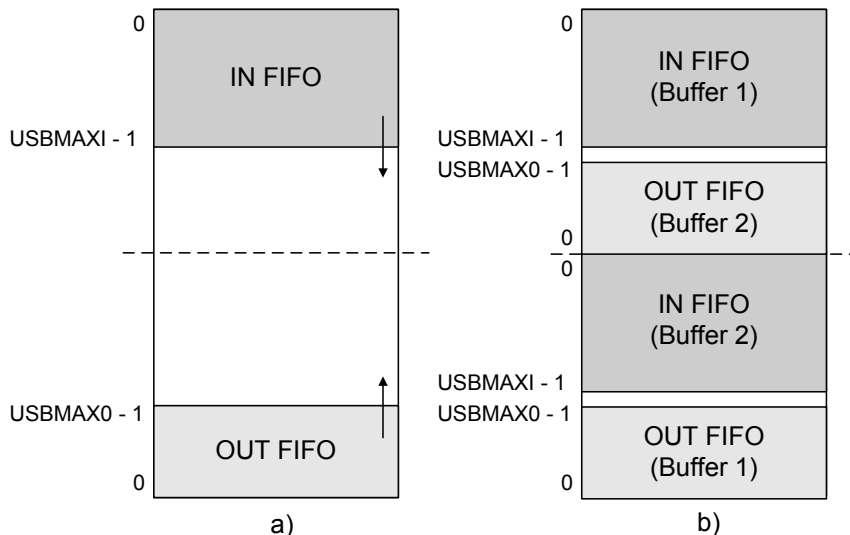 0
IN FIFO
USBMAXI - 1
USBMAX0 - 1
OUT FIFO
0
a)
IN FIFO
(Buffer 1)
USBMAXI - 1
USBMAX0 - 1
OUT FIFO
(Buffer 2)
0
0
IN FIFO
(Buffer 2)
USBMAXI - 1
USBMAX0 - 1
OUT FIFO
(Buffer 1)
0
b)